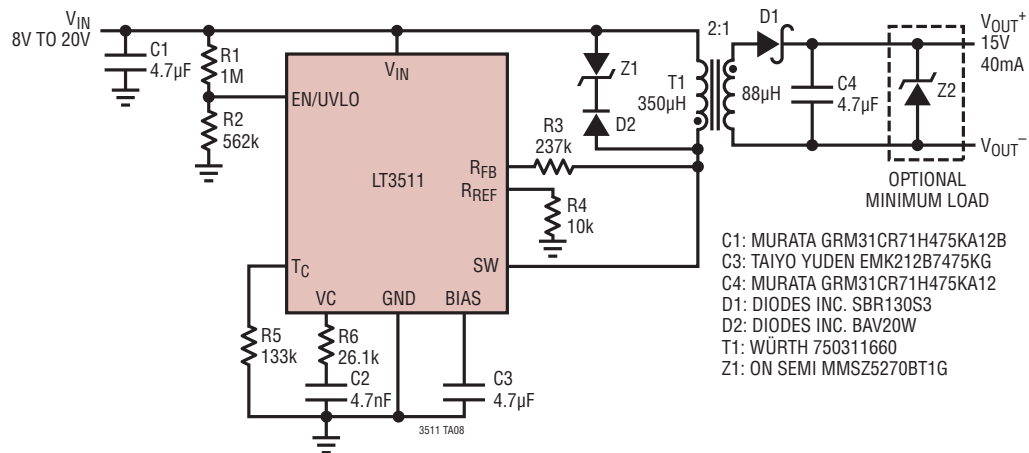 VIN
8V TO 20V
C1
4.7µF
R1
1M
R2
562k
VIN
EN/UVLO
LT3511
RFB
RREF
SW
TC
VC
GND
BIAS
Z1
D2
R3
237k
R4
10k
T1
350µH
2:1
88µH
D1
C4
4.7µF
Z2
VOUT+
15V
40mA
VOUT–
OPTIONAL
MINIMUM LOAD
R5
133k
R6
26.1k
C2
4.7nF
C3
4.7µF
3511 TA08
C1: MURATA GRM31CR71H475KA12B
C3: TAIYO YUDEN EMK212B7475KG
C4: MURATA GRM31CR71H475KA12
D1: DIODES INC. SBR130S3
D2: DIODES INC. BAV20W
T1: WÜRTH 750311660
Z1: ON SEMI MMSZ5270BT1G